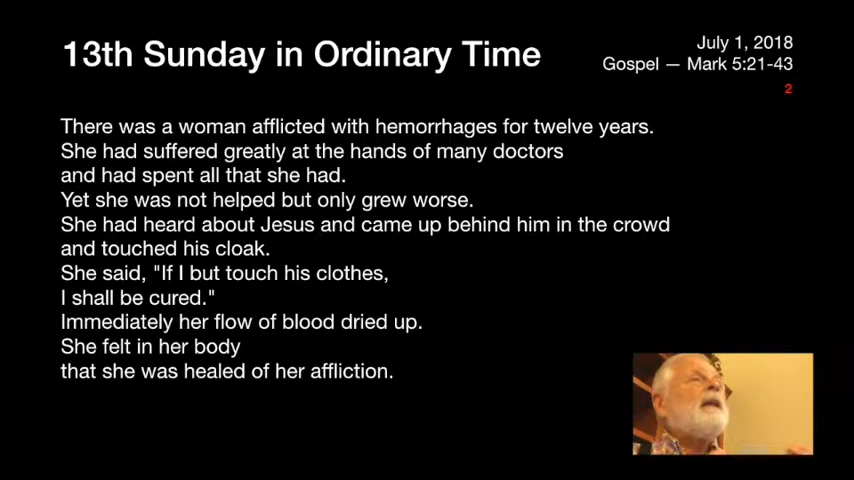 13th Sunday in Ordinary Time
July 1, 2018
Gospel — Mark 5:21-43
2
There was a woman afflicted with hemorrhages for twelve years.
She had suffered greatly at the hands of many doctors
and had spent all that she had.
Yet she was not helped but only grew worse.
She had heard about Jesus and came up behind him in the crowd
and touched his cloak.
She said, "If I but touch his clothes,
I shall be cured."
Immediately her flow of blood dried up.
She felt in her body
that she was healed of her affliction.